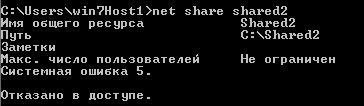 C:\Users\win7Host1>net share shared2
Имя общего ресурса Shared2
Путь C:\Shared2
Заметки
Макс. число пользователей Не ограничен
Системная ошибка 5.
Отказано в доступе.